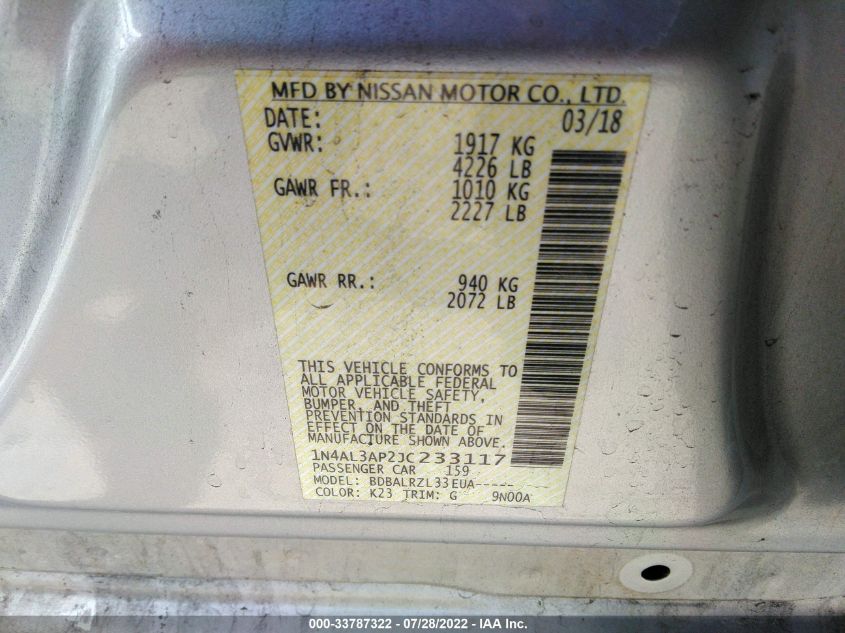 MFD BY NISSAN MOTOR CO., LTD.
DATE: 03/18
GVWR: 1917 KG
4226 LB
GAWR FR.: 1010 KG
2227 LB
GAWR RR.: 940 KG
2072 LB
THIS VEHICLE CONFORMS TO
ALL APPLICABLE FEDERAL
MOTOR VEHICLE SAFETY,
BUMPER, AND THEFT
PREVENTION STANDARDS IN
EFFECT ON THE DATE OF
MANUFACTURE SHOWN ABOVE.
1N4AL3AP2JC233117
PASSENGER CAR 159
MODEL: BDBALRZL33EUA-----
COLOR: K23 TRIM: G 9N00A
000-33787322 - 07/28/2022 - IAA Inc.